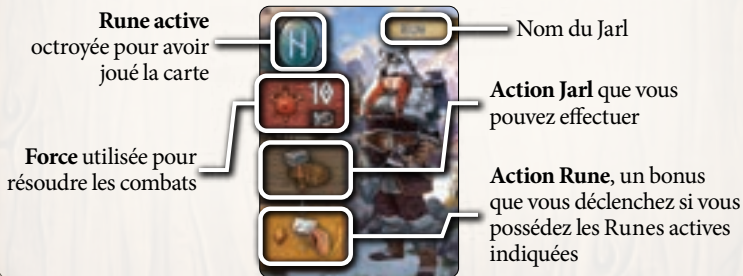 Rune active
octroyée pour avoir
joué la carte
Nom du Jarl
10
Force utilisée pour
résoudre les combats
Action Jarl que vous
pouvez effectuer
Action Rune, un bonus
que vous déclenchez si vous
possédez les Runes actives
indiquées